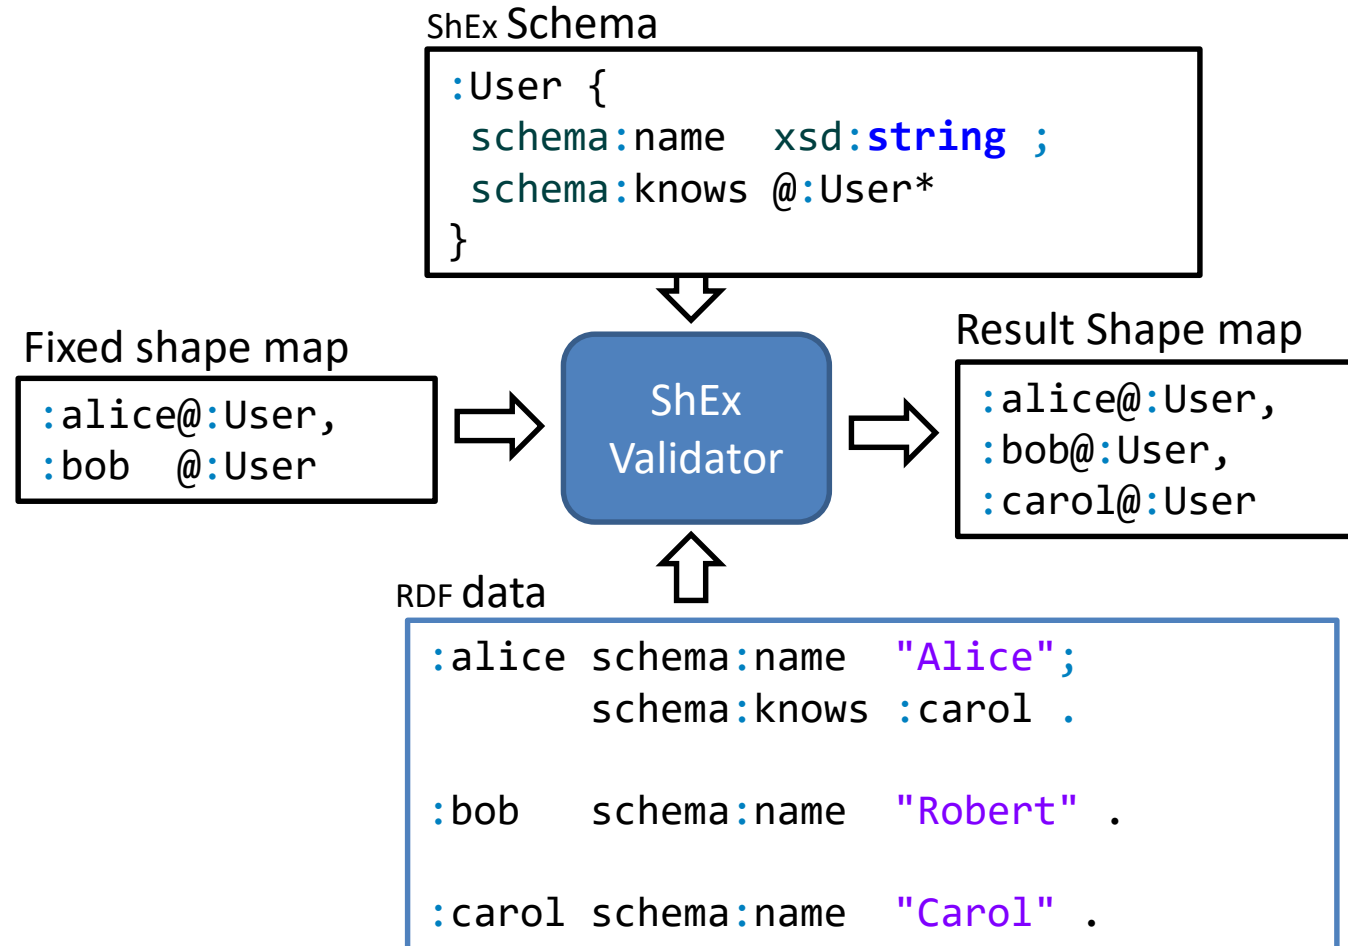 ShEx Schema
:User {
schema:name xsd:string ;
schema:knows @:User*
}
Fixed shape map
:alice@:User,
:bob @:User
ShEx
Validator
Result Shape map
:alice@:User,
:bob@:User,
:carol@:User
RDF data
:alice schema:name "Alice";
schema:knows :carol .
:bob schema:name "Robert" .
:carol schema:name "Carol" .